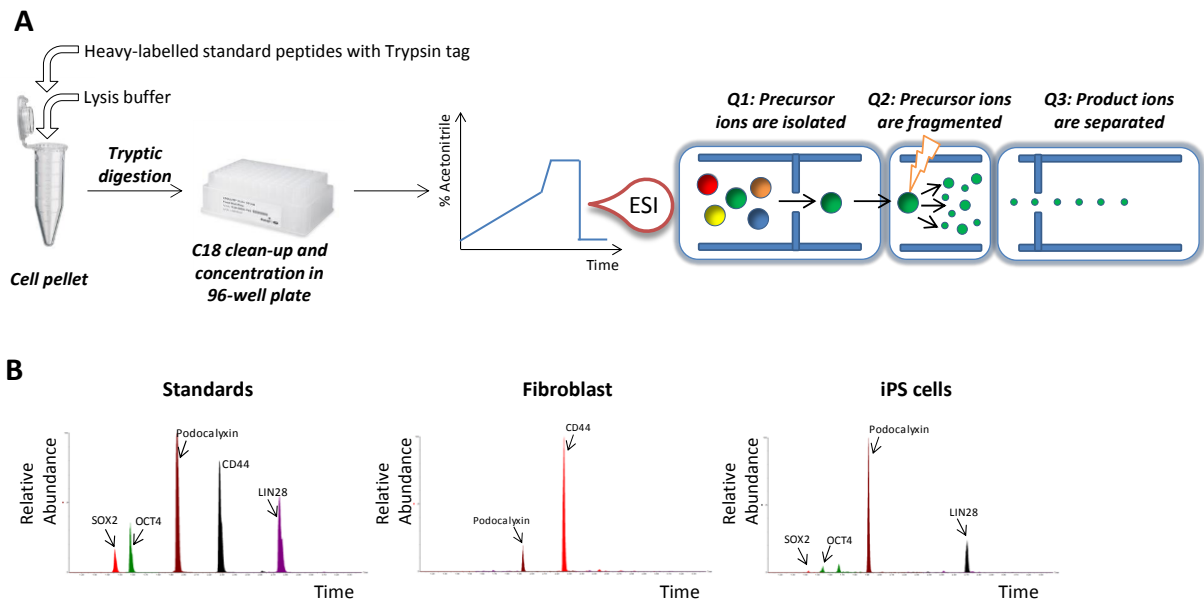 A
Heavy-labelled standard peptides with Trypsin tag
Lysis buffer
Tryptic
digestion
Cell pellet
C18 clean-up and
concentration in
96-well plate
% Acetonitrile
Time
ESI
Q1: Precursor
ions are isolated
Q2: Precursor ions
are fragmented
Q3: Product ions
are separated
B
Standards
Relative
Abundance
SOX2
OCT4
Podocalyxin
CD44
LIN28
Time
Fibroblast
Relative
Abundance
Podocalyxin
CD44
Time
iPS cells
Relative
Abundance
SOX2
OCT4
Podocalyxin
LIN28
Time